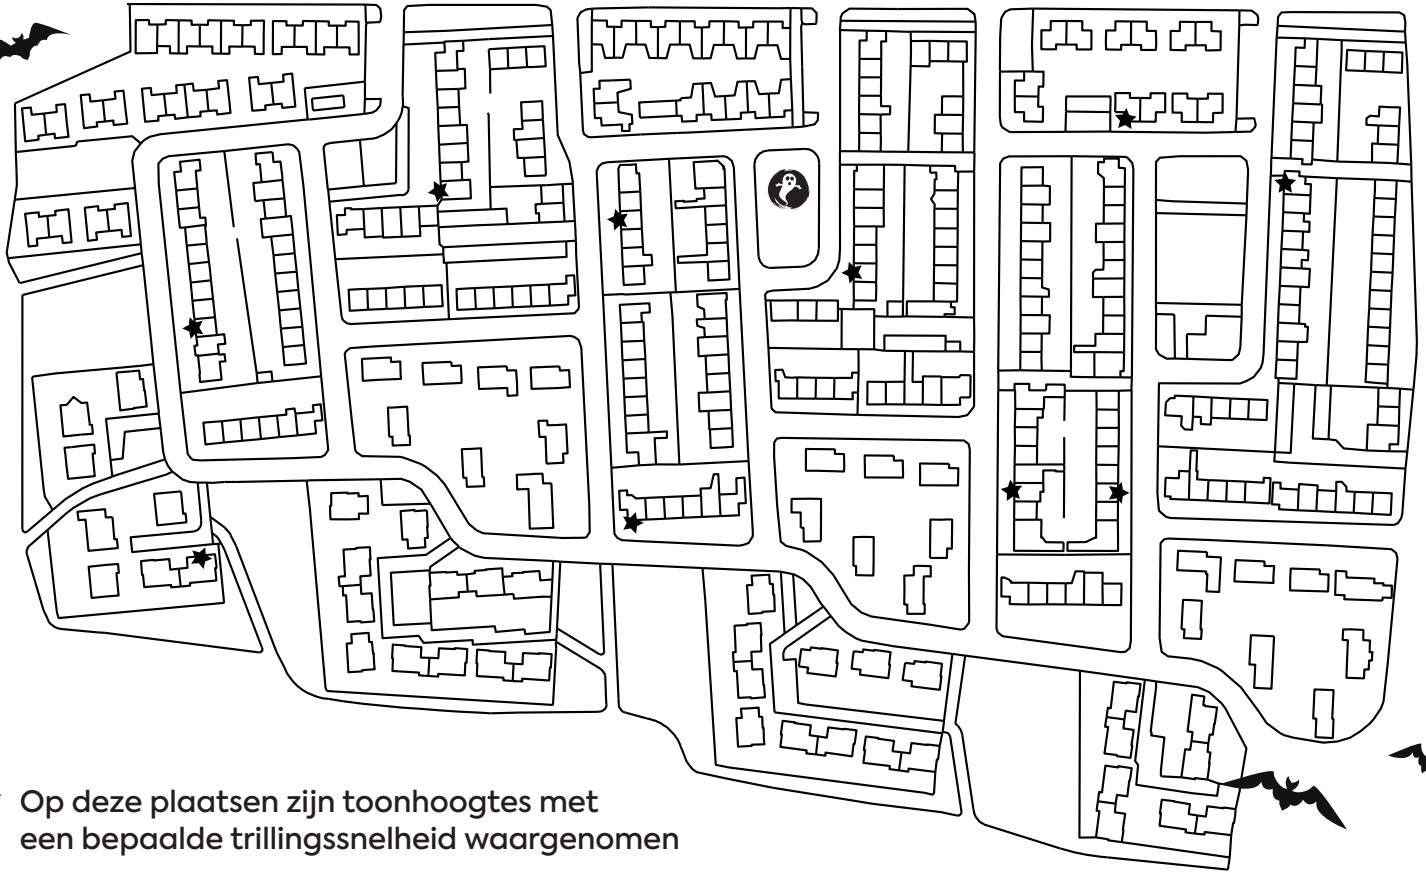 Op deze plaatsen zijn toonhoogtes met
een bepaalde trillingssnelheid waargenomen